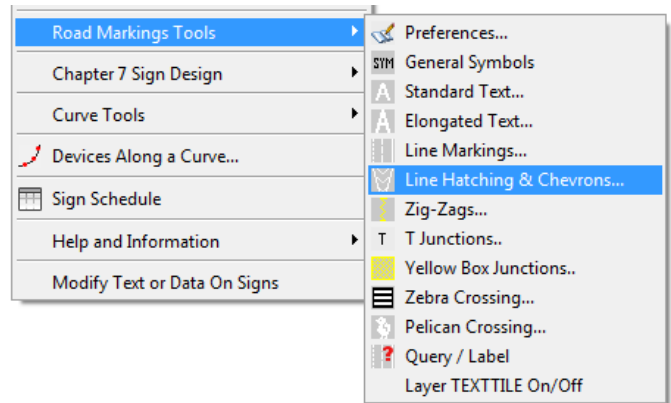 Road Markings Tools
Chapter 7 Sign Design
Curve Tools
Devices Along a Curve...
Sign Schedule
Help and Information
Modify Text or Data On Signs
Preferences...
SYM General Symbols
A Standard Text...
A Elongated Text...
Line Markings...
Line Hatching & Chevrons...
Zig-Zags...
T T Junctions..
Yellow Box Junctions..
Zebra Crossing...
Pelican Crossing...
? Query / Label
Layer TEXTTILE On/Off